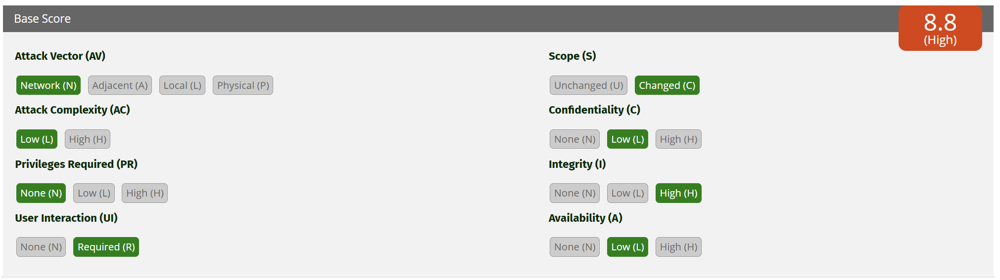 Base Score
8.8
(High)
Attack Vector (AV)
Network (N) Adjacent (A) Local (L) Physical (P)
Attack Complexity (AC)
Low (L) High (H)
Privileges Required (PR)
None (N) Low (L) High (H)
User Interaction (UI)
None (N) Required (R)
Scope (S)
Unchanged (U) Changed (C)
Confidentiality (C)
None (N) Low (L) High (H)
Integrity (I)
None (N) Low (L) High (H)
Availability (A)
None (N) Low (L) High (H)